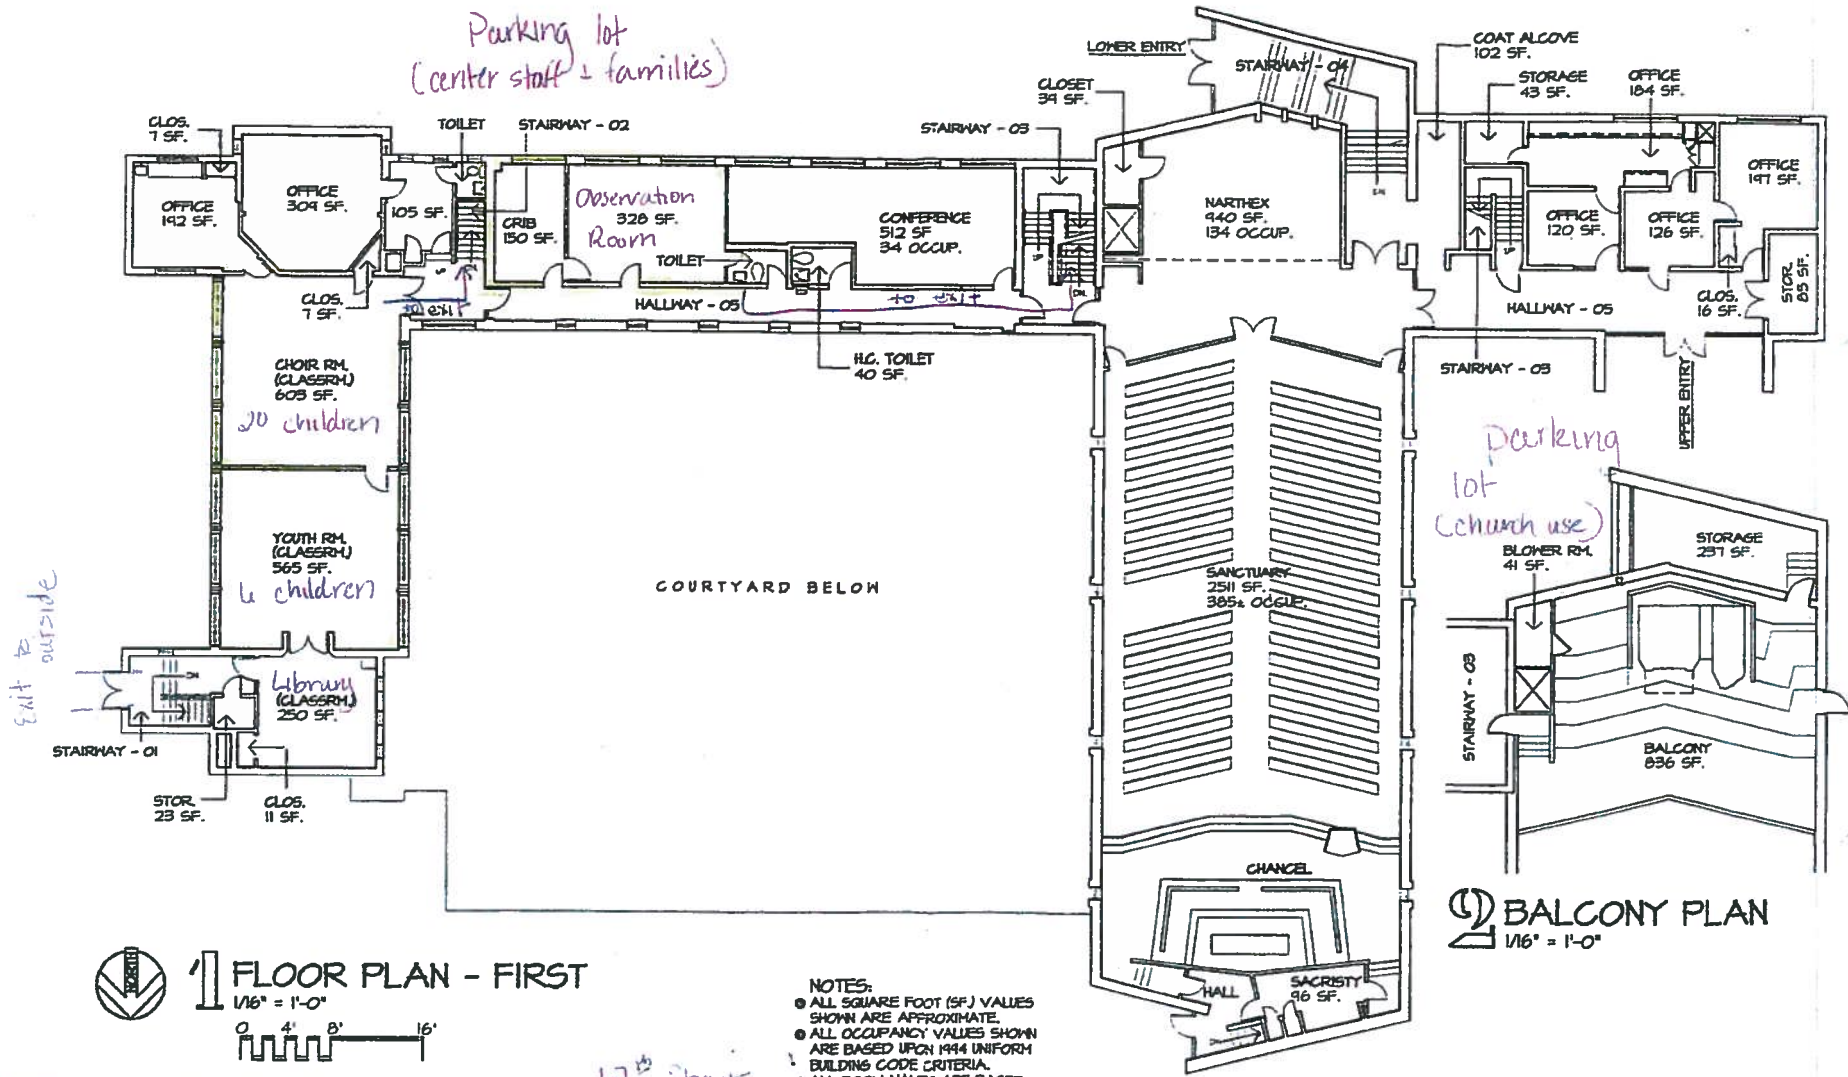 Parking lot
(center staff & families)
LOWER ENTRY
STAIRWAY - 04
COAT ALCOVE
102 SF.
STORAGE
43 SF.
OFFICE
184 SF.
CLOSET
39 SF.
CLOS.
7 SF.
TOILET
STAIRWAY - 02
STAIRWAY - 03
OFFICE
192 SF.
OFFICE
309 SF.
105 SF.
CRIB
150 SF.
Observation
328 SF.
Room
TOILET
CONFERENCE
512 SF
34 OCCUP.
DN
NARTHEX
940 SF.
134 OCCUP.
DN
OFFICE
120 SF.
OFFICE
126 SF.
OFFICE
197 SF.
STOR.
85 SF.
CLOS.
7 SF.
HALLWAY - 05
CLOS.
16 SF.
HALLWAY - 05
H.C. TOILET
40 SF.
STAIRWAY - 03
UPPER ENTRY
CHOIR RM.
(CLASSRM.)
603 SF.
20 children
YOUTH RM.
(CLASSRM.)
565 SF.
children
COURTYARD BELOW
SANCTUARY
2511 SF.
385± OCCUP.
parking
lot
(church use)
BLOWER RM.
41 SF.
STORAGE
237 SF.
STAIRWAY - 03
BALCONY
836 SF.
Exit to
outside
Library
(CLASSRM.)
250 SF.
DN
STAIRWAY - 01
STOR.
23 SF.
CLOS.
11 SF.
CHANCEL
HALL
SACRISTY
96 SF.
1 FLOOR PLAN - FIRST
1/16" = 1'-0"
0 4' 8' 16'
2 BALCONY PLAN
1/16" = 1'-0"
NOTES:
ALL SQUARE FOOT (SF.) VALUES
SHOWN ARE APPROXIMATE.
ALL OCCUPANCY VALUES SHOWN
ARE BASED UPON 1994 UNIFORM
BUILDING CODE CRITERIA.